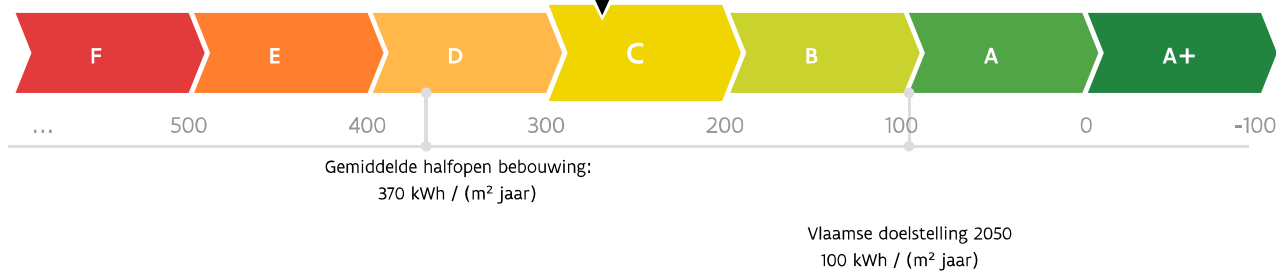 F E D C B A A+
... 500 400 300 200 100 0 -100
Gemiddelde halfopen bebouwing:
370 kWh / (m² jaar)
Vlaamse doelstelling 2050
100 kWh / (m² jaar)